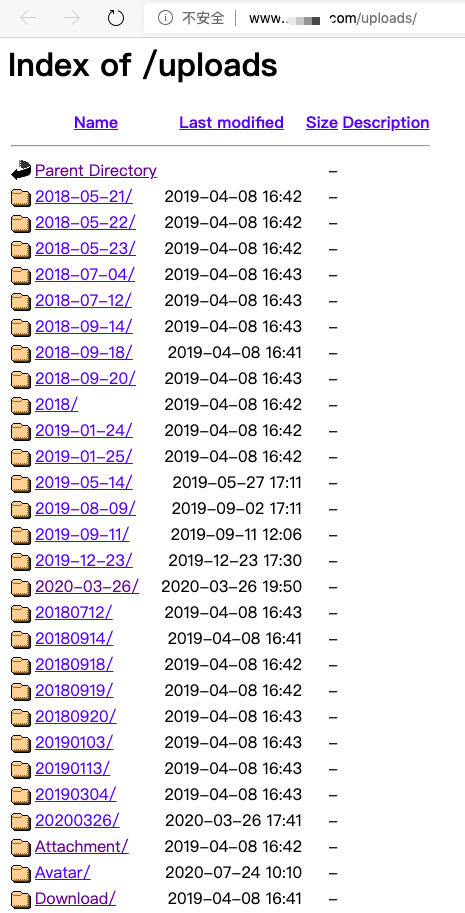 不安全 www. com/uploads/
Index of /uploads
Name Last modified Size Description
Parent Directory -
2018-05-21/ 2019-04-08 16:42 -
2018-05-22/ 2019-04-08 16:42 -
2018-05-23/ 2019-04-08 16:42 -
2018-07-04/ 2019-04-08 16:43 -
2018-07-12/ 2019-04-08 16:43 -
2018-09-14/ 2019-04-08 16:43 -
2018-09-18/ 2019-04-08 16:41 -
2018-09-20/ 2019-04-08 16:43 -
2018/ 2019-04-08 16:42 -
2019-01-24/ 2019-04-08 16:42 -
2019-01-25/ 2019-04-08 16:42 -
2019-05-14/ 2019-05-27 17:11 -
2019-08-09/ 2019-09-02 17:11 -
2019-09-11/ 2019-09-11 12:06 -
2019-12-23/ 2019-12-23 17:30 -
2020-03-26/ 2020-03-26 19:50 -
20180712/ 2019-04-08 16:43 -
20180914/ 2019-04-08 16:41 -
20180918/ 2019-04-08 16:42 -
20180919/ 2019-04-08 16:42 -
20180920/ 2019-04-08 16:43 -
20190103/ 2019-04-08 16:43 -
20190113/ 2019-04-08 16:43 -
20190304/ 2019-04-08 16:43 -
20200326/ 2020-03-26 17:41 -
Attachment/ 2019-04-08 16:42 -
Avatar/ 2020-07-24 10:10 -
Download/ 2019-04-08 16:41 -